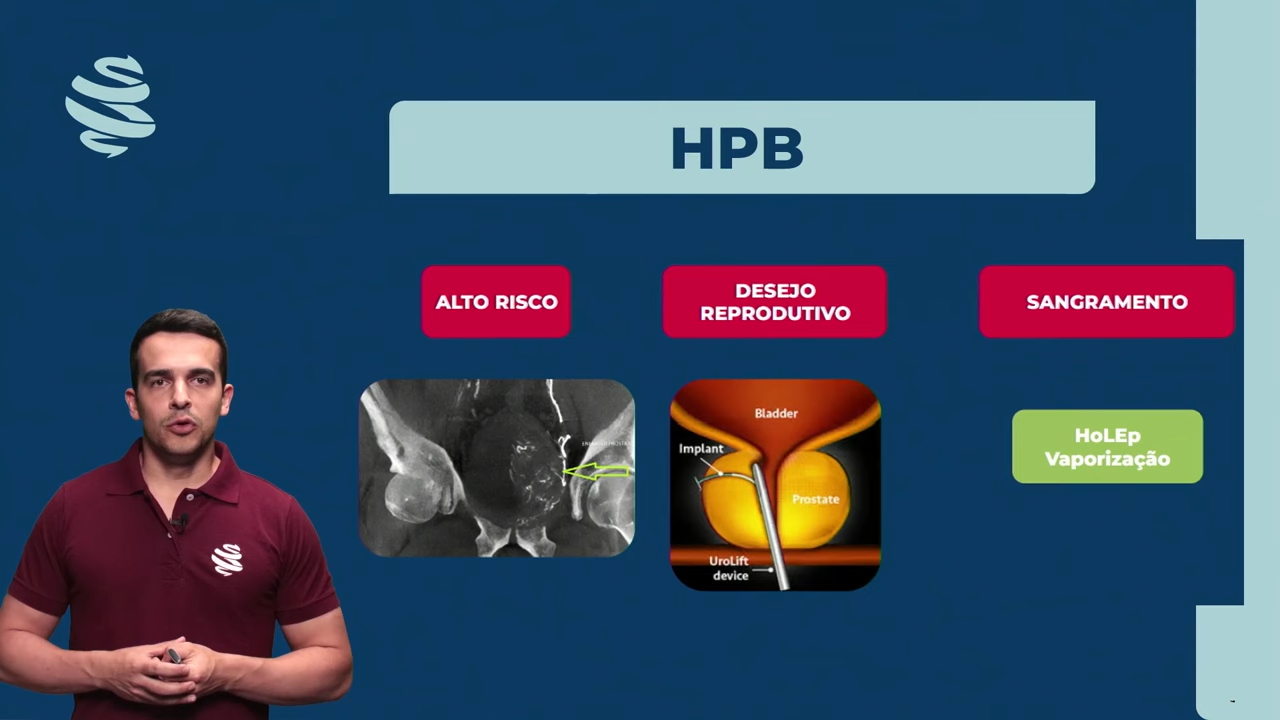 HPB
ALTO RISCO
DESEJO
REPRODUTIVO
SANGRAMENTO
Bladder
Implant
Prostate
UroLift
device
HoLEp
Vaporização